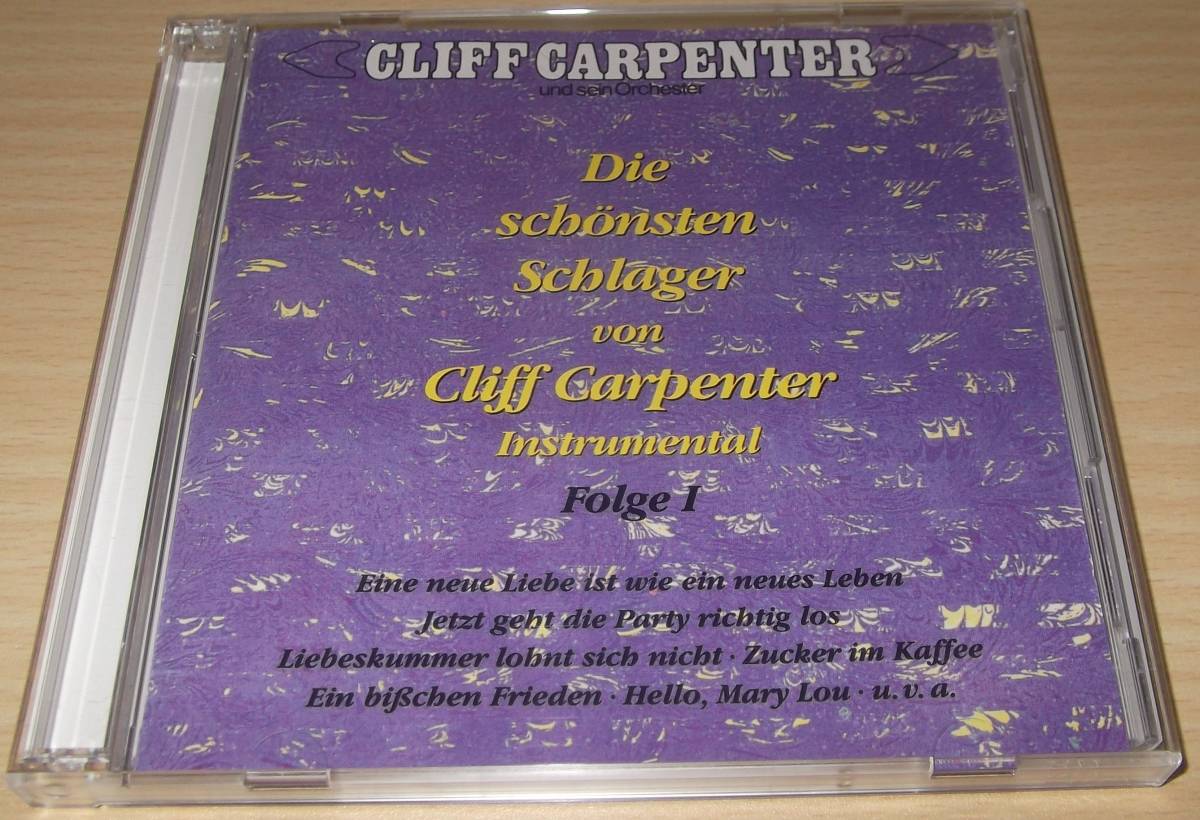 CLIFF CARPENTER
und sein Orchester
Die
schönsten
Schlager
von
Cliff Carpenter
Instrumental
Folge I
Eine neue Liebe ist wie ein neues Leben
Jetzt geht die Party richtig los
Liebeskummer lohnt sich nicht · Zucker im Kaffee
Ein bißchen Frieden · Hello, Mary Lou · u. v. a.